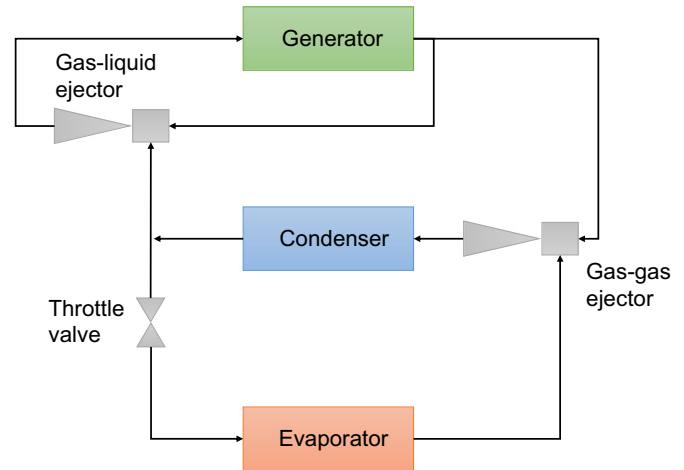 Generator
Gas-liquid
ejector
Condenser
Gas-gas
ejector
Throttle
valve
Evaporator